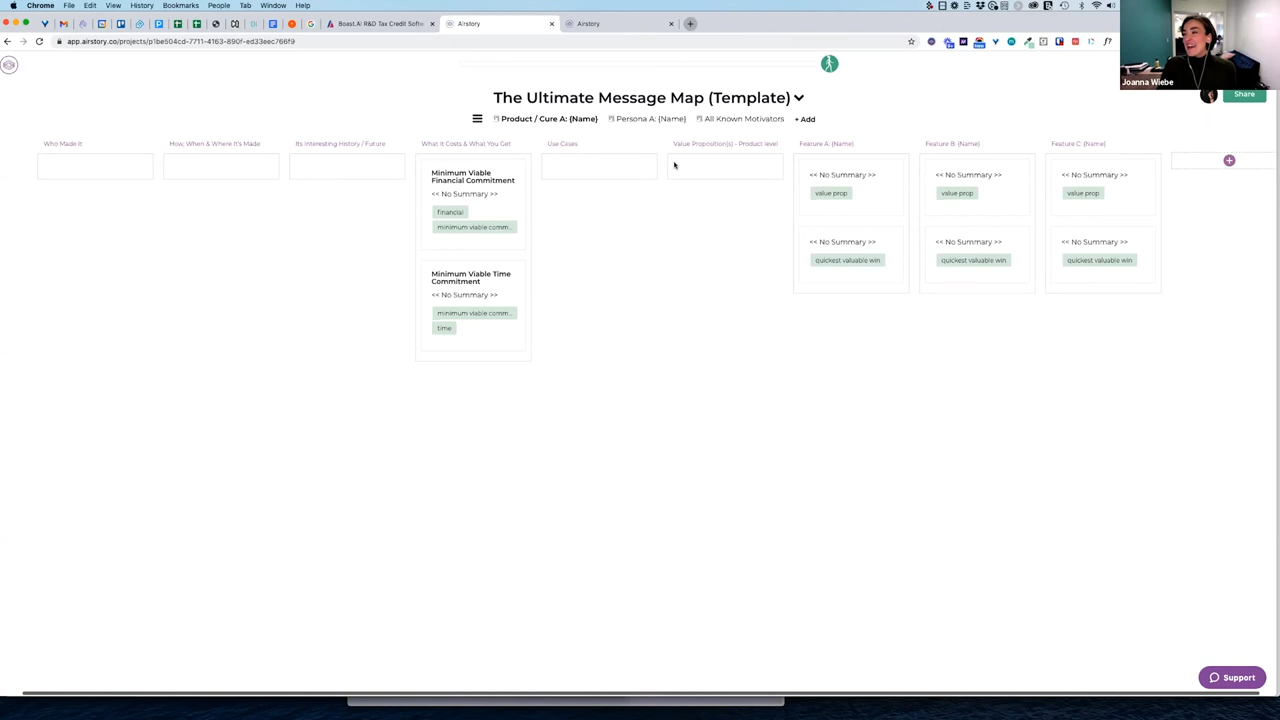 Chrome File Edit View History Bookmarks People Tab Window Help
Boast.AI R&D Tax Credit Softw
Airstory
Airstory
app.airstory.co/projects/p1be504cd-7711-4163-890f-ed33eec766f9
Joanna Wiebe
Share
The Ultimate Message Map (Template)
Product / Cure A: {Name}
Persona A: {Name}
All Known Motivators
+ Add
Who Made It
How, When & Where It's Made
Its Interesting History / Future
What It Costs & What You Get
Use Cases
Value Proposition(s) - Product level
Feature A: {Name}
Feature B: {Name}
Feature C: {Name}
Minimum Viable
Financial Commitment
<< No Summary >>
financial
minimum viable comm...
Minimum Viable Time
Commitment
<< No Summary >>
minimum viable comm...
time
<< No Summary >>
value prop
<< No Summary >>
quickest valuable win
<< No Summary >>
value prop
<< No Summary >>
quickest valuable win
<< No Summary >>
value prop
<< No Summary >>
quickest valuable win
Support